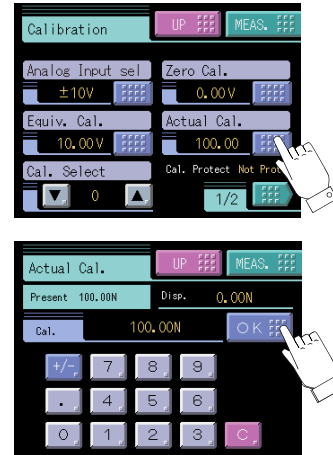 Calibration UP MEAS.
Analog Input sel Zero Cal.
±10V 0.00V
Equiv. Cal. Actual Cal.
10.00V 100.00
Cal. Select Cal. Protect Not
0 1/2
Actual Cal. UP MEAS.
Present 100.00N Disp. 0.00N
Cal. 100.00N OK
+/- 7 8 9
. 4 5 6
0 1 2 3 C